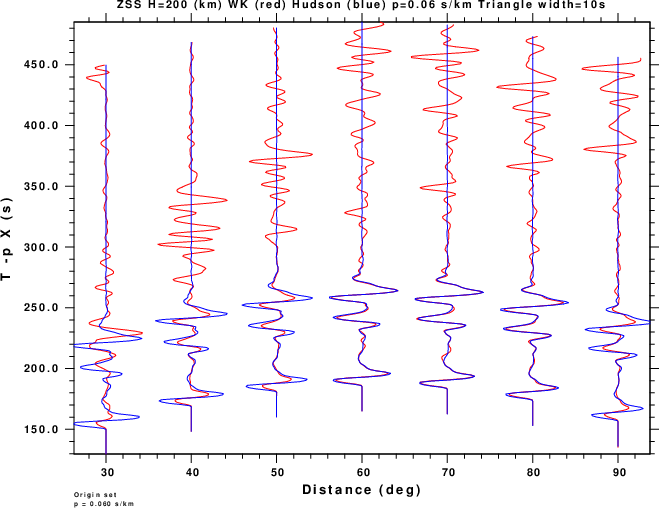 ZSS H=200 (km) WK (red) Hudson (blue) p=0.06 s/km Triangle width=10s
450.0
400.0
350.0
300.0
250.0
200.0
150.0
T -p X (s)
30 40 50 60 70 80 90
Distance (deg)
Origin set
p = 0.060 s/km